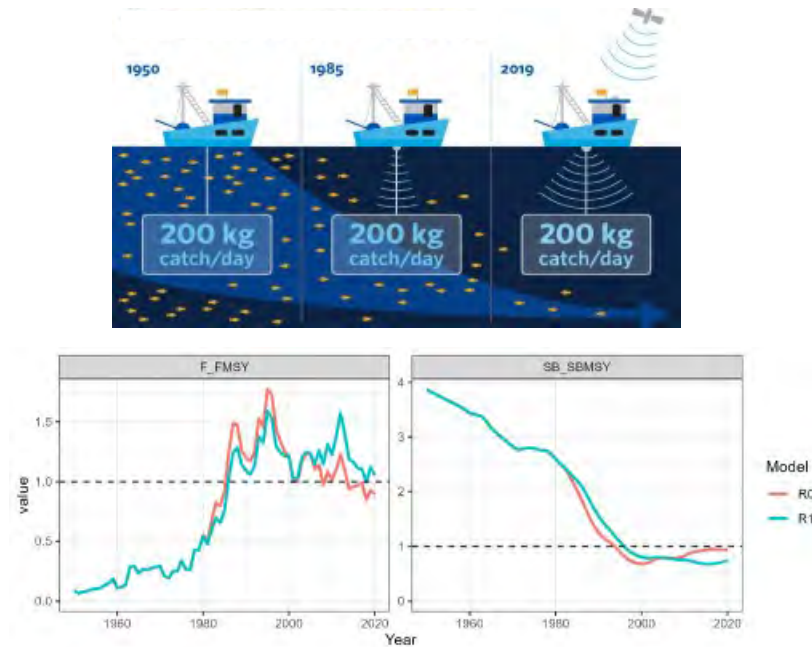 1950 1985 2019
200 kg 200 kg 200 kg
catch/day catch/day catch/day
F_FMSY SB_SBMSY
value
1.5
1.0
0.5
0.0
4
3
2
1
0
1960 1980 2000 2020 1960 1980 2000 2020
Year
Model
R0
R1